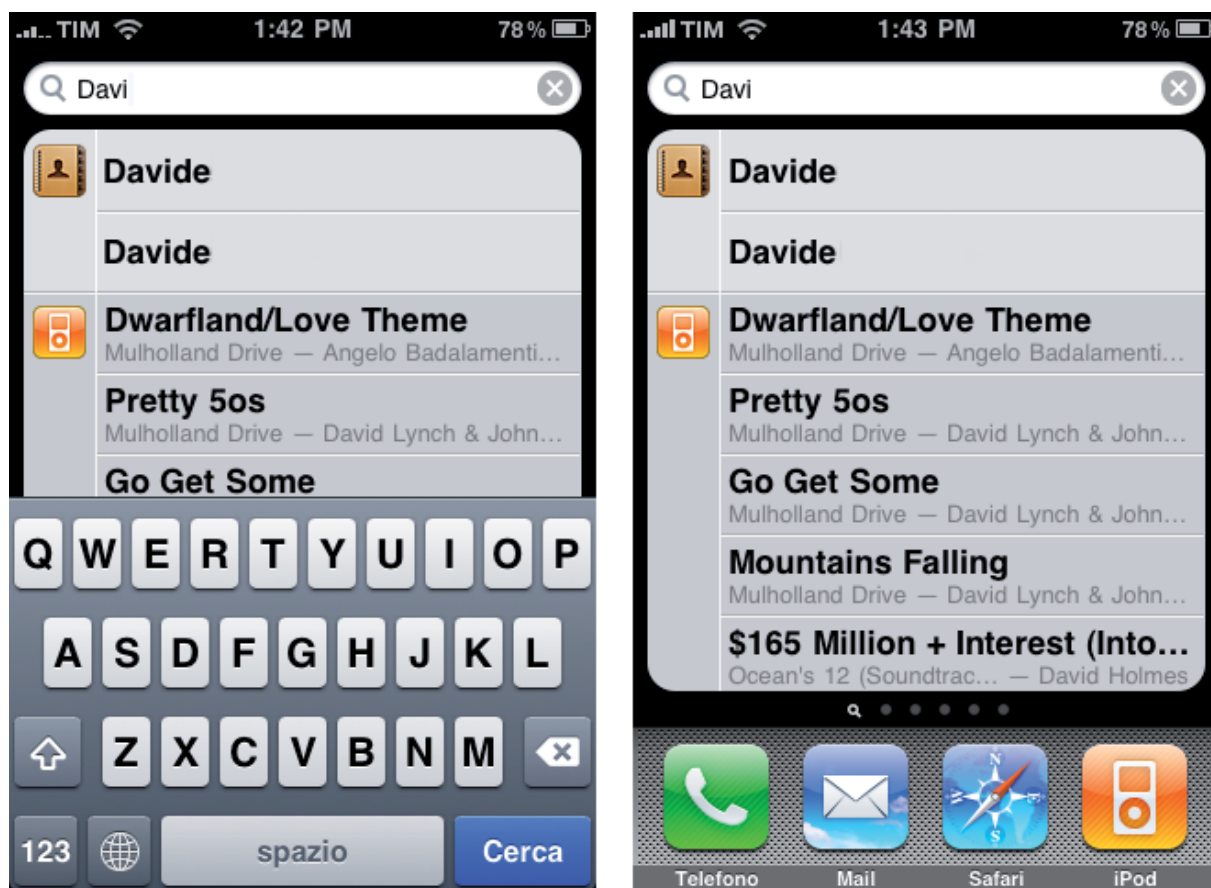 TIM 1:42 PM 78%
Davi
Davide
Davide
Dwarfland/Love Theme
Mulholland Drive — Angelo Badalamenti...
Pretty 5os
Mulholland Drive — David Lynch & John...
Go Get Some
Q W E R T Y U I O P
A S D F G H J K L
Z X C V B N M
123 spazio Cerca
TIM 1:43 PM 78%
Davi
Davide
Davide
Dwarfland/Love Theme
Mulholland Drive — Angelo Badalamenti...
Pretty 5os
Mulholland Drive — David Lynch & John...
Go Get Some
Mulholland Drive — David Lynch & John...
Mountains Falling
Mulholland Drive — David Lynch & John...
$165 Million + Interest (Into...
Ocean's 12 (Soundtrac... — David Holmes
Telefono Mail Safari iPod